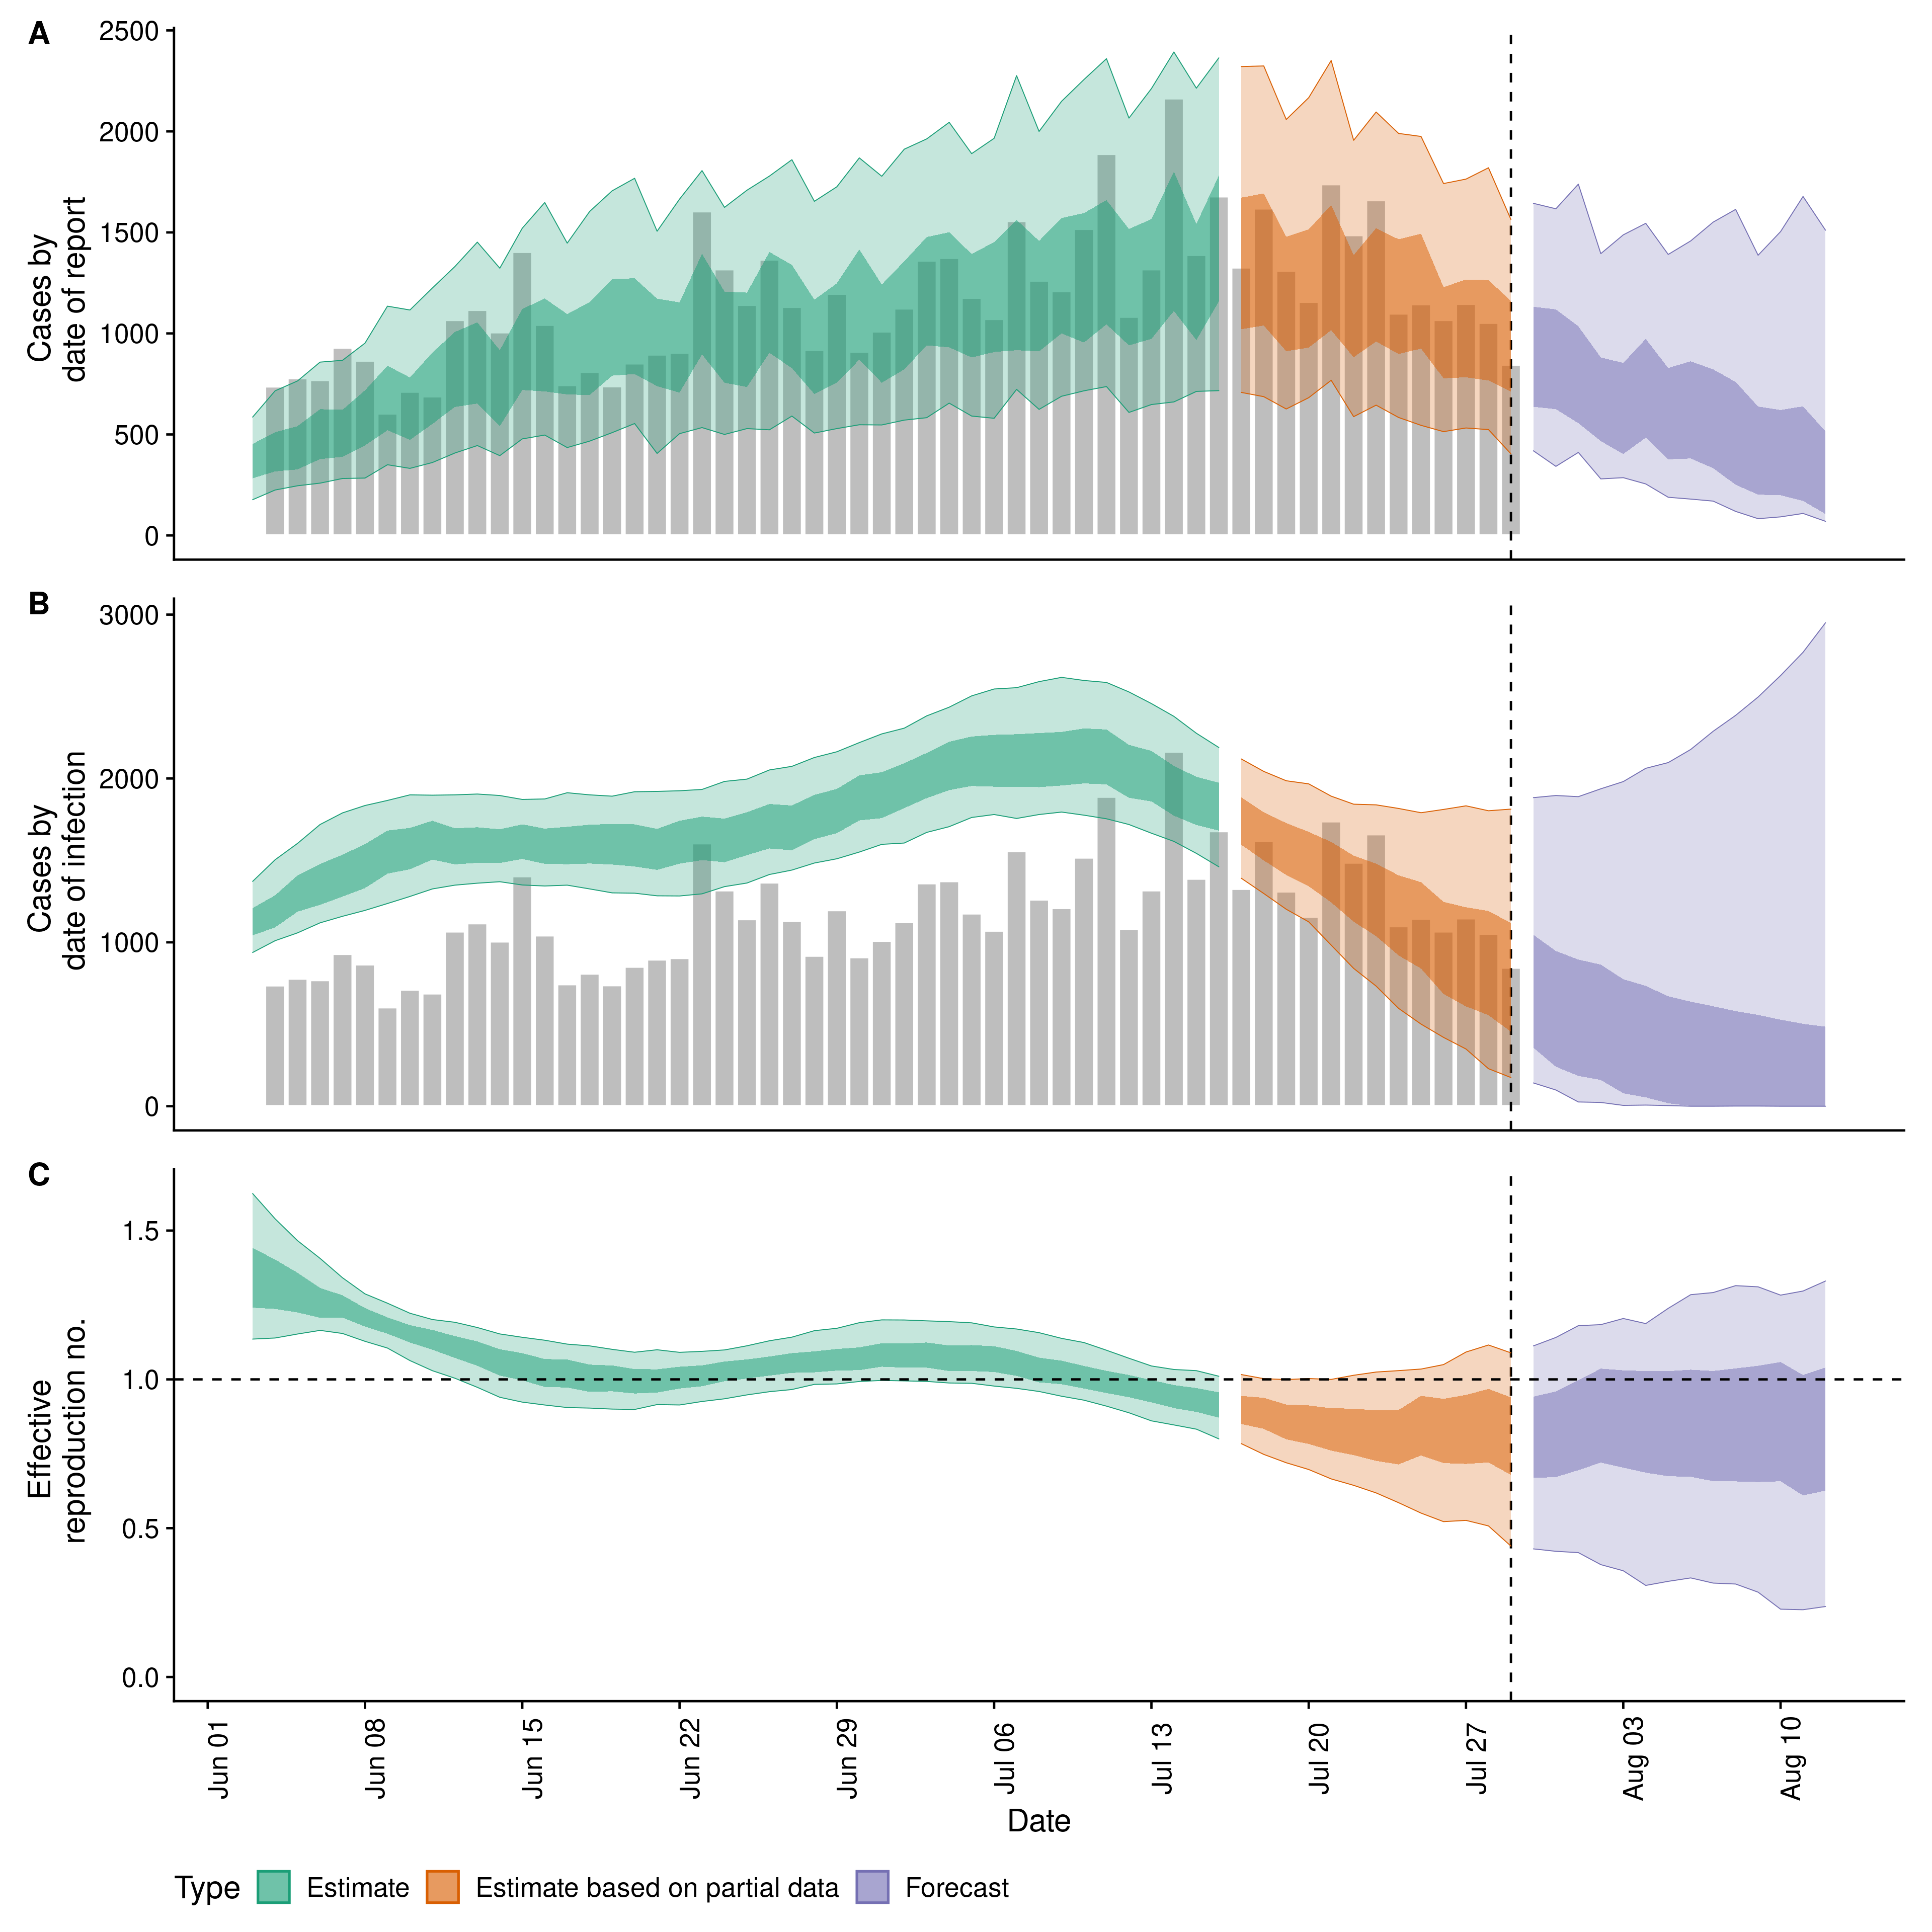 A
2500
2000
1500
1000
500
0
Cases by
date of report
B
3000
2000
1000
0
Cases by
date of infection
C
1.5
1.0
0.5
0.0
Effective
reproduction no.
Jun 01
Jun 08
Jun 15
Jun 22
Jun 29
Jul 06
Jul 13
Jul 20
Jul 27
Aug 03
Aug 10
Date
Type Estimate Estimate based on partial data Forecast